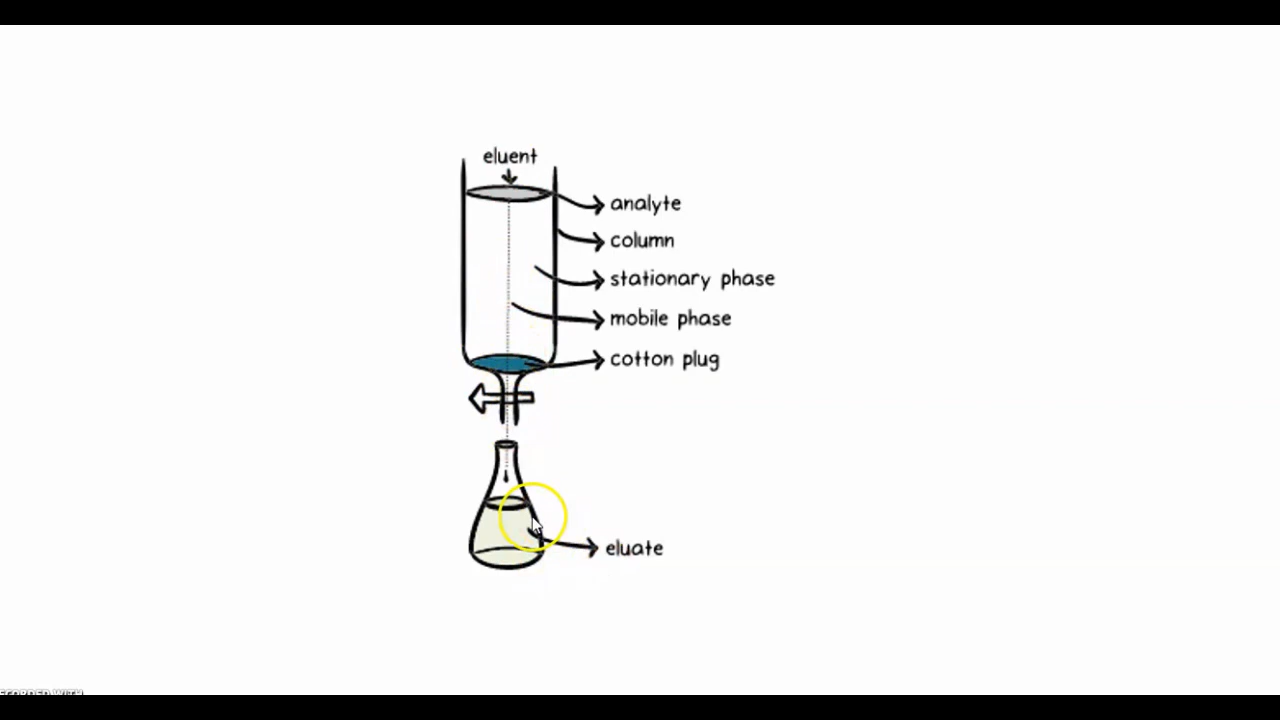 eluent
analyte
column
stationary phase
mobile phase
cotton plug
eluate